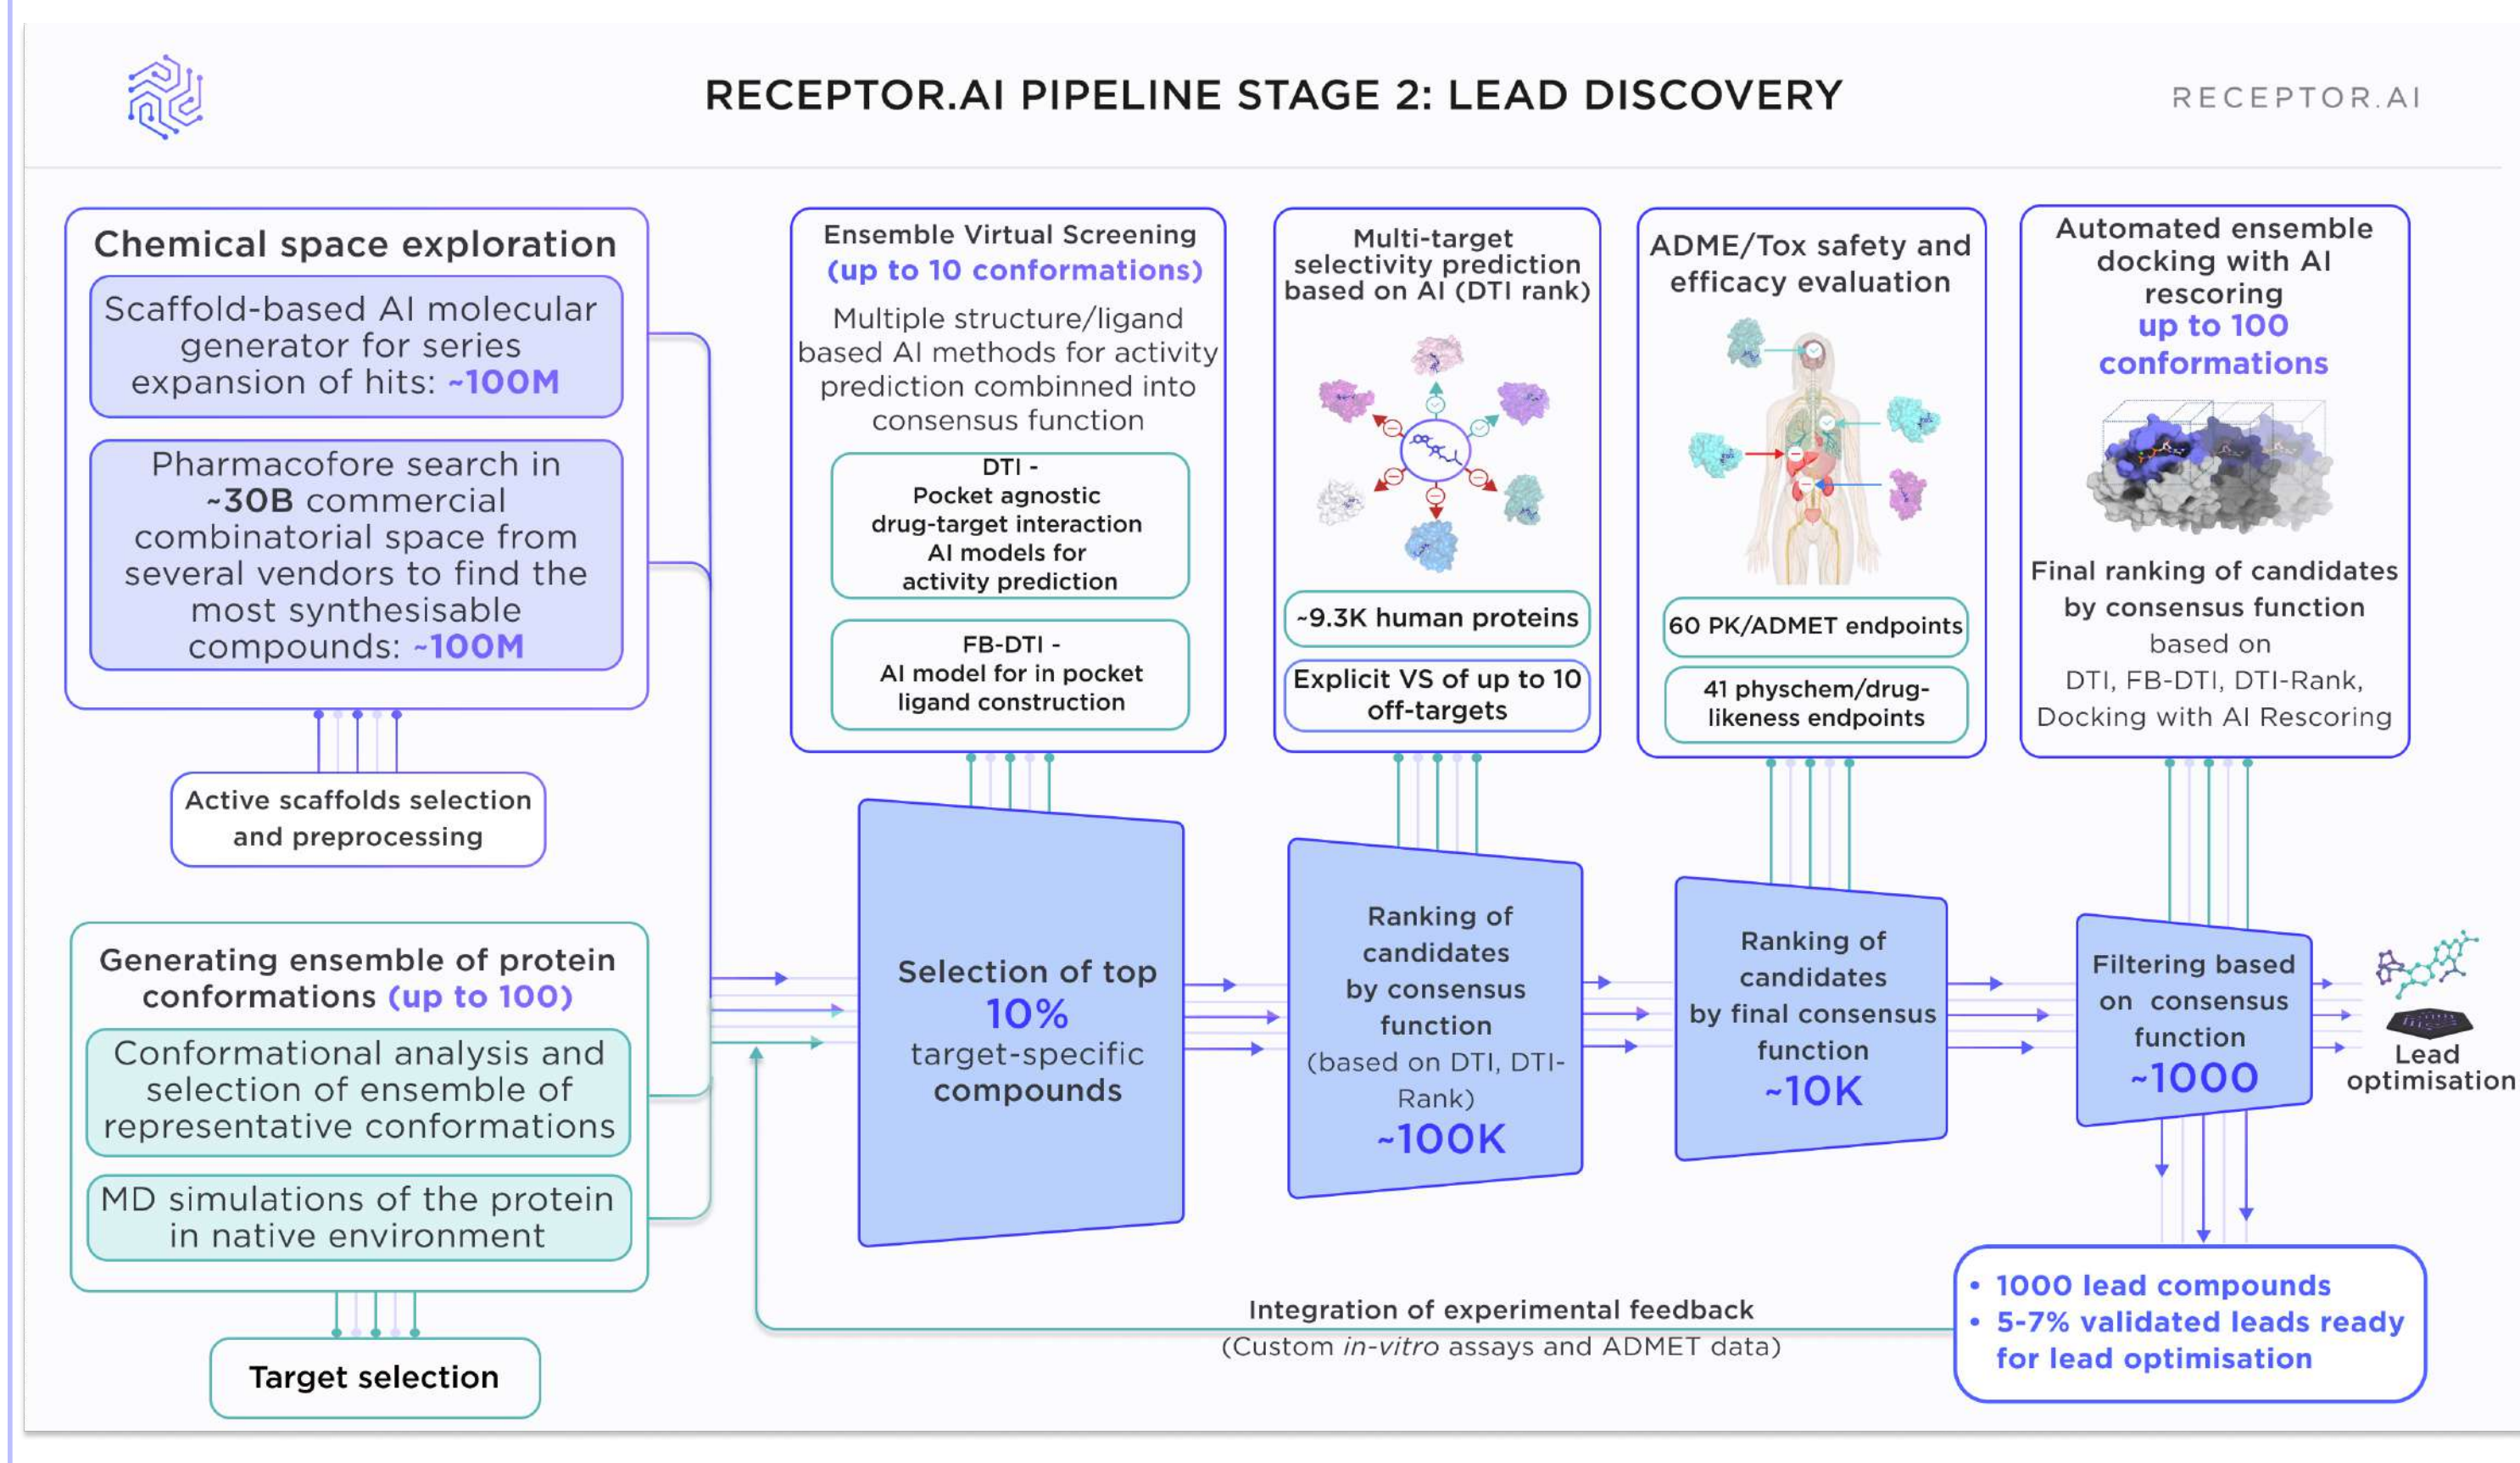 RECEPTOR.AI PIPELINE STAGE 2: LEAD DISCOVERY
RECEPTOR.AI
Chemical space exploration
Scaffold-based AI molecular
generator for series
expansion of hits: ~100M
Pharmacofore search in
~30B commercial
combinatorial space from
several vendors to find the
most synthesisable
compounds: ~100M
Active scaffolds selection
and preprocessing
Generating ensemble of protein
conformations (up to 100)
Conformational analysis and
selection of ensemble of
representative conformations
MD simulations of the protein
in native environment
Target selection
Ensemble Virtual Screening
(up to 10 conformations)
Multiple structure/ligand
based AI methods for activity
prediction combinned into
consensus function
DTI -
Pocket agnostic
drug-target interaction
AI models for
activity prediction
FB-DTI -
AI model for in pocket
ligand construction
Multi-target
selectivity prediction
based on AI (DTI rank)
~9.3K human proteins
Explicit VS of up to 10
off-targets
ADME/Tox safety and
efficacy evaluation
60 PK/ADMET endpoints
41 physchem/drug-
likeness endpoints
Automated ensemble
docking with AI
rescoring
up to 100
conformations
Final ranking of candidates
by consensus function
based on
DTI, FB-DTI, DTI-Rank,
Docking with AI Rescoring
Selection of top
10%
target-specific
compounds
Ranking of
candidates
by consensus
function
(based on DTI, DTI-
Rank)
~100K
Ranking of
candidates
by final consensus
function
~10K
Filtering based
on consensus
function
~1000
Lead
optimisation
• 1000 lead compounds
• 5-7% validated leads ready
for lead optimisation
Integration of experimental feedback
(Custom in-vitro assays and ADMET data)